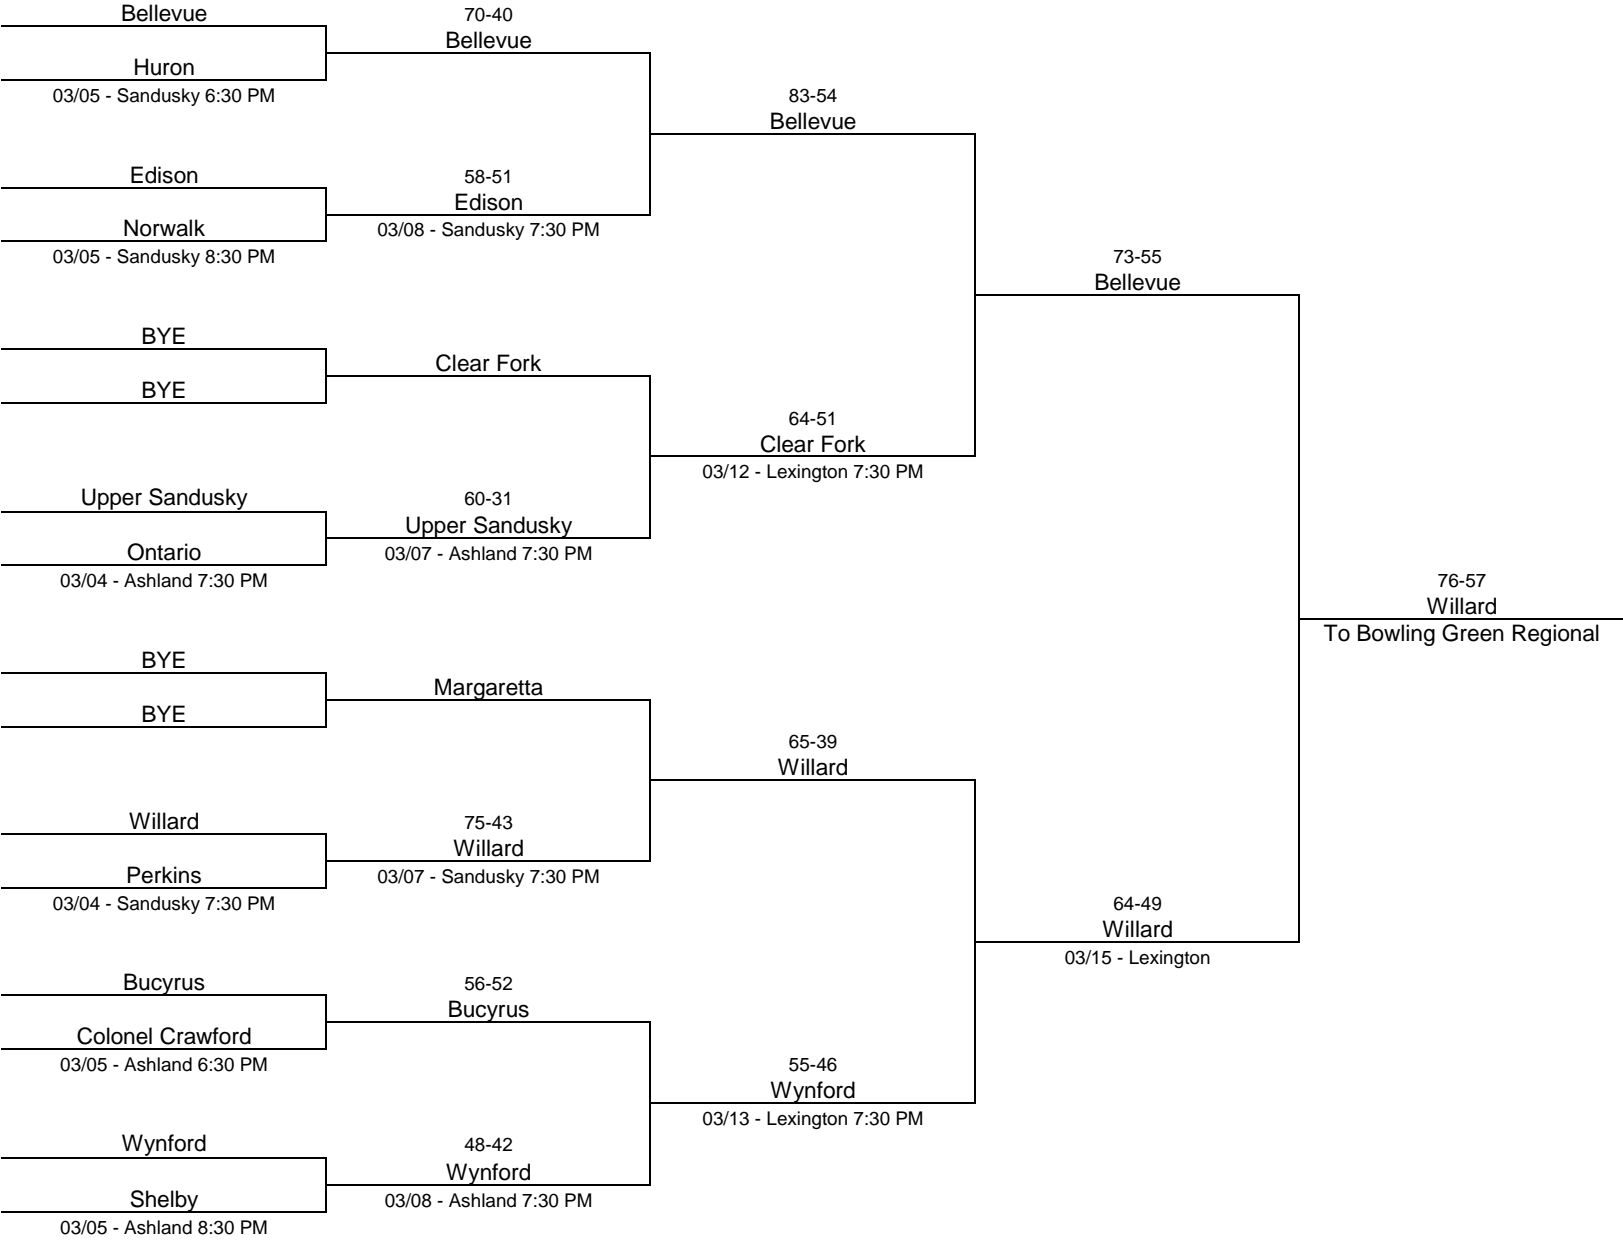 Bellevue
Huron
03/05 - Sandusky 6:30 PM
Edison
Norwalk
03/05 - Sandusky 8:30 PM
BYE
BYE
Upper Sandusky
Ontario
03/04 - Ashland 7:30 PM
BYE
BYE
Willard
Perkins
03/04 - Sandusky 7:30 PM
Bucyrus
Colonel Crawford
03/05 - Ashland 6:30 PM
Wynford
Shelby
03/05 - Ashland 8:30 PM
70-40
Bellevue
58-51
Edison
03/08 - Sandusky 7:30 PM
Clear Fork
60-31
Upper Sandusky
03/07 - Ashland 7:30 PM
Margaretta
75-43
Willard
03/07 - Sandusky 7:30 PM
56-52
Bucyrus
48-42
Wynford
03/08 - Ashland 7:30 PM
83-54
Bellevue
64-51
Clear Fork
03/12 - Lexington 7:30 PM
65-39
Willard
55-46
Wynford
03/13 - Lexington 7:30 PM
73-55
Bellevue
64-49
Willard
03/15 - Lexington
76-57
Willard
To Bowling Green Regional